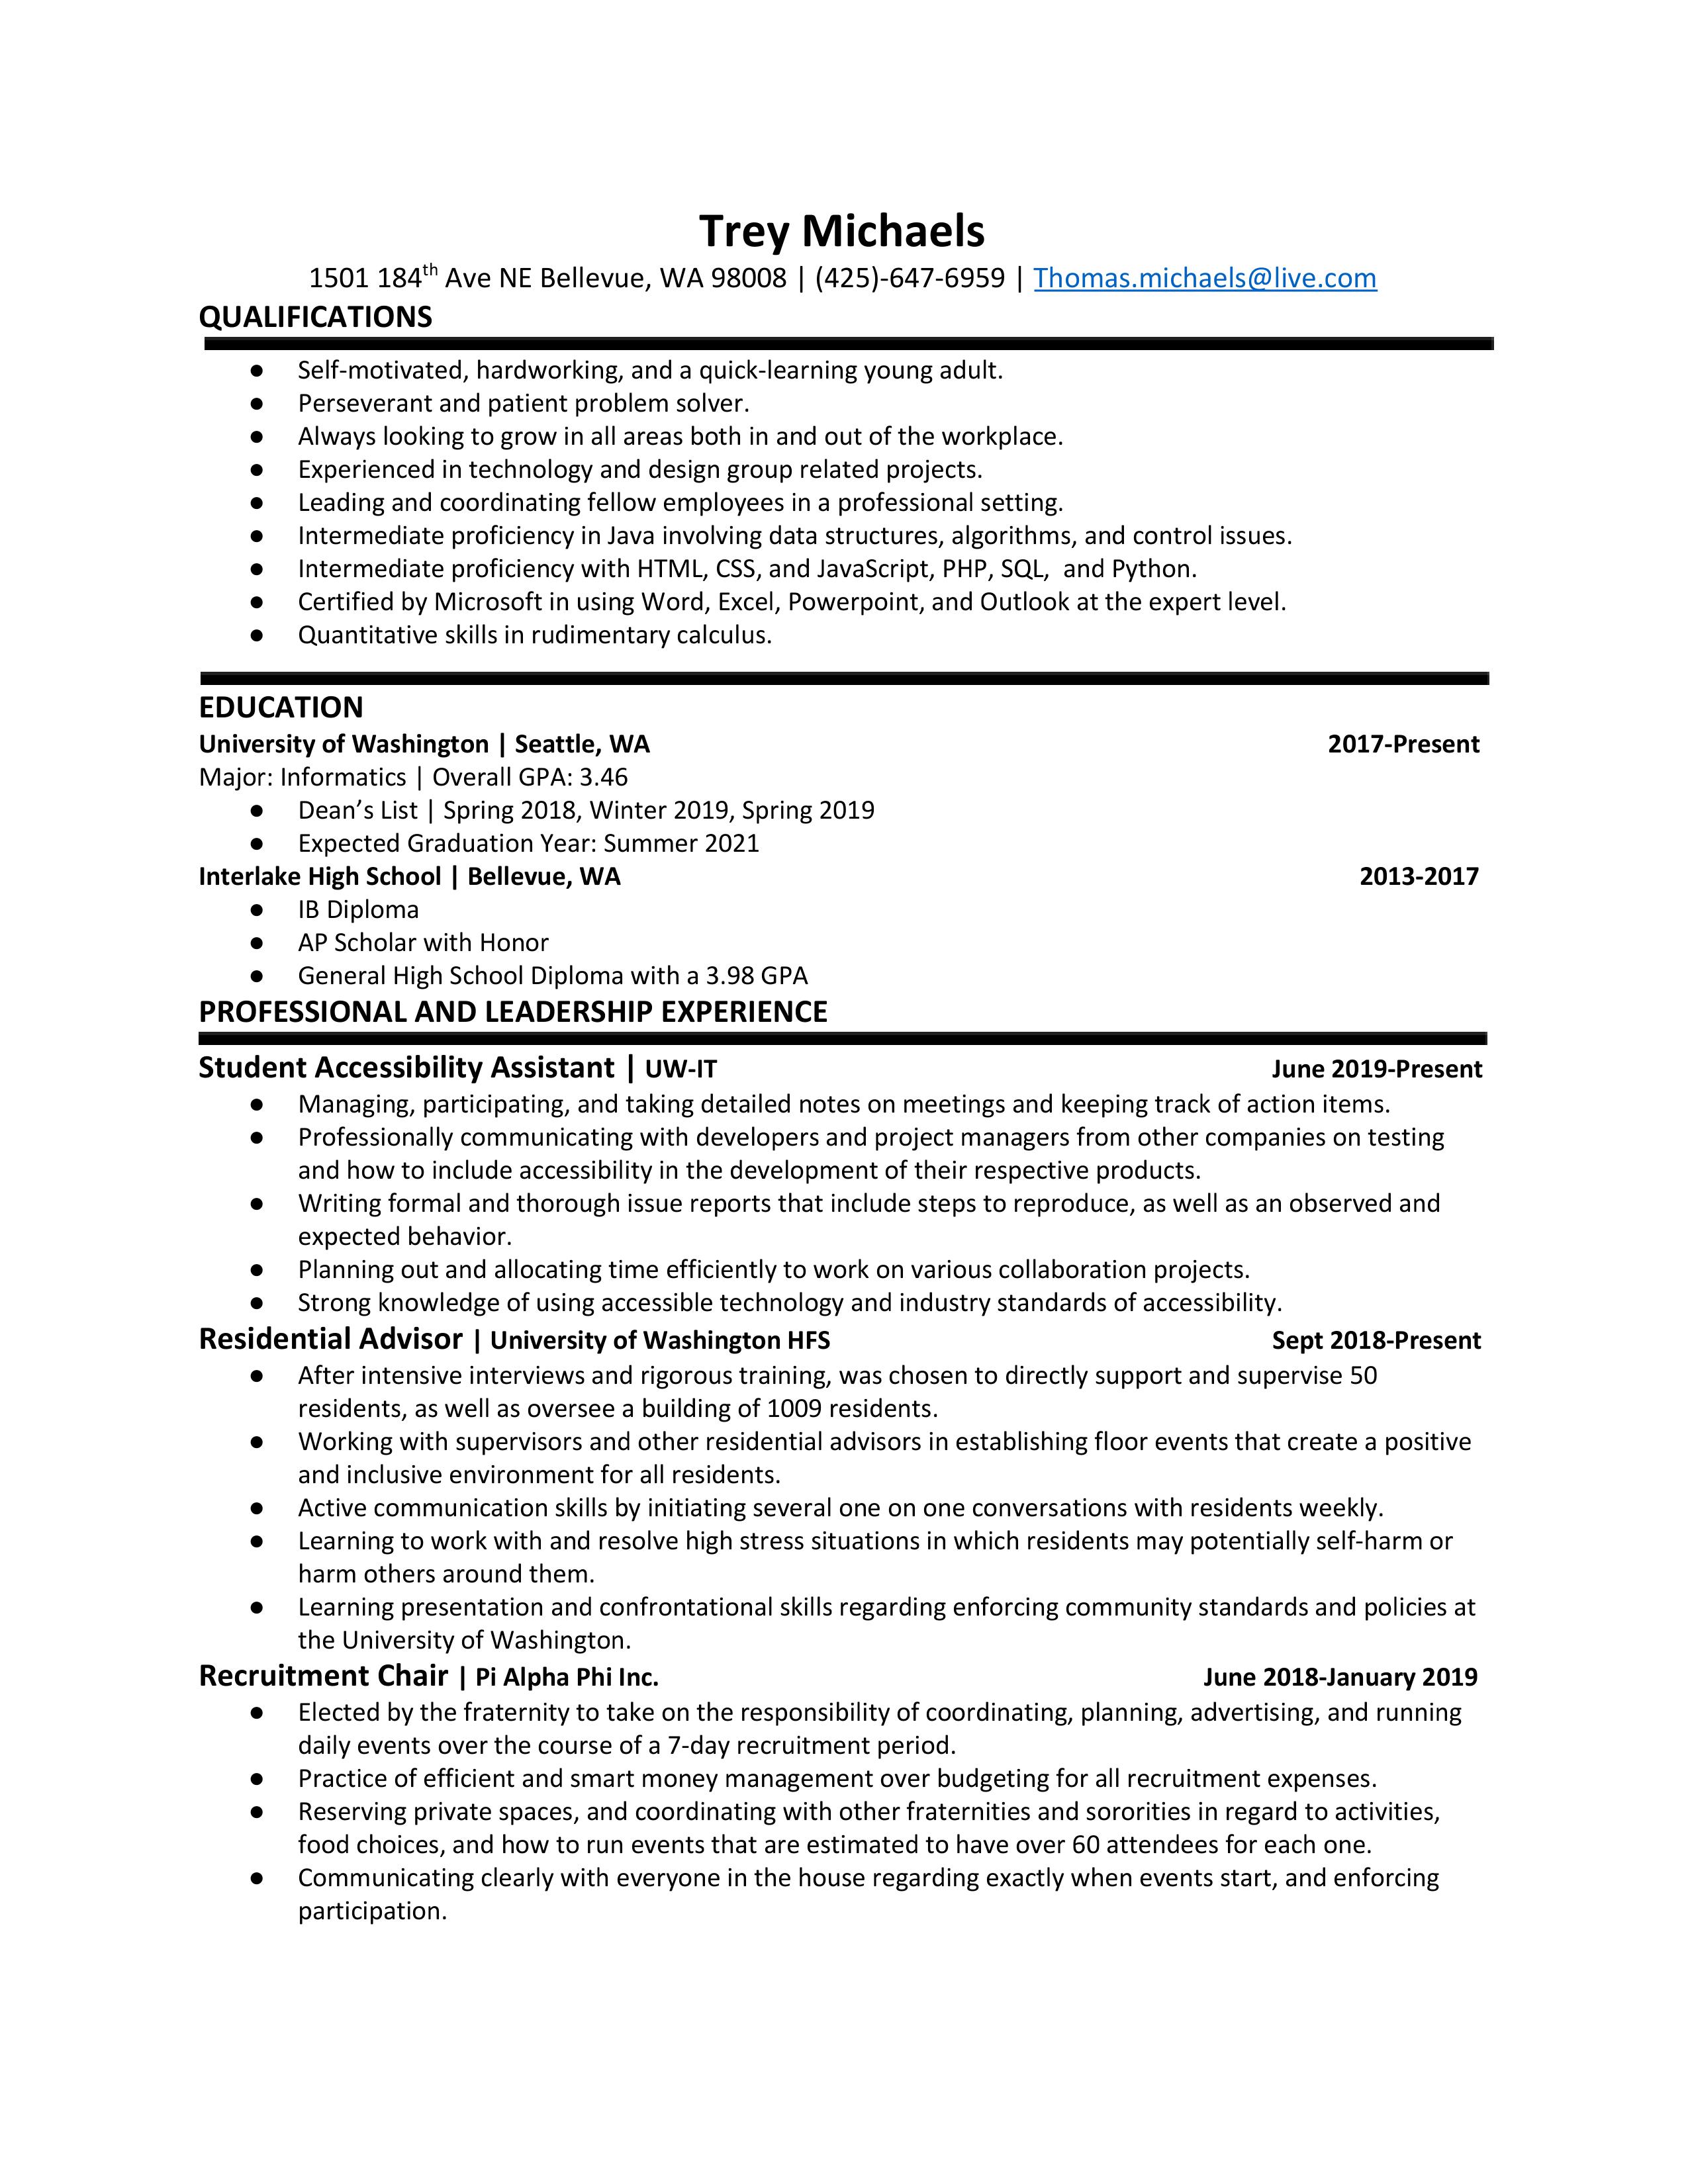 Trey Michaels
1501 184th Ave NE Bellevue, WA 98008 | (425)-647-6959 | Thomas.michaels@live.com
QUALIFICATIONS
● Self-motivated, hardworking, and a quick-learning young adult.
● Perseverant and patient problem solver.
● Always looking to grow in all areas both in and out of the workplace.
● Experienced in technology and design group related projects.
● Leading and coordinating fellow employees in a professional setting.
● Intermediate proficiency in Java involving data structures, algorithms, and control issues.
● Intermediate proficiency with HTML, CSS, and JavaScript, PHP, SQL,  and Python.
● Certified by Microsoft in using Word, Excel, Powerpoint, and Outlook at the expert level.
● Quantitative skills in rudimentary calculus.
EDUCATION
University of Washington | Seattle, WA 2017-Present
Major: Informatics | Overall GPA: 3.46
● Dean’s List | Spring 2018, Winter 2019, Spring 2019
● Expected Graduation Year: Summer 2021
Interlake High School | Bellevue, WA 2013-2017
● IB Diploma
● AP Scholar with Honor
● General High School Diploma with a 3.98 GPA
PROFESSIONAL AND LEADERSHIP EXPERIENCE
Student Accessibility Assistant | UW-IT June 2019-Present
● Managing, participating, and taking detailed notes on meetings and keeping track of action items.
● Professionally communicating with developers and project managers from other companies on testing
and how to include accessibility in the development of their respective products.
● Writing formal and thorough issue reports that include steps to reproduce, as well as an observed and
expected behavior.
● Planning out and allocating time efficiently to work on various collaboration projects.
● Strong knowledge of using accessible technology and industry standards of accessibility.
Residential Advisor | University of Washington HFS Sept 2018-Present
● After intensive interviews and rigorous training, was chosen to directly support and supervise 50
residents, as well as oversee a building of 1009 residents.
● Working with supervisors and other residential advisors in establishing floor events that create a positive
and inclusive environment for all residents.
● Active communication skills by initiating several one on one conversations with residents weekly.
● Learning to work with and resolve high stress situations in which residents may potentially self-harm or
harm others around them.
● Learning presentation and confrontational skills regarding enforcing community standards and policies at
the University of Washington.
Recruitment Chair | Pi Alpha Phi Inc. June 2018-January 2019
● Elected by the fraternity to take on the responsibility of coordinating, planning, advertising, and running
daily events over the course of a 7-day recruitment period.
● Practice of efficient and smart money management over budgeting for all recruitment expenses.
● Reserving private spaces, and coordinating with other fraternities and sororities in regard to activities,
food choices, and how to run events that are estimated to have over 60 attendees for each one.
● Communicating clearly with everyone in the house regarding exactly when events start, and enforcing
participation.